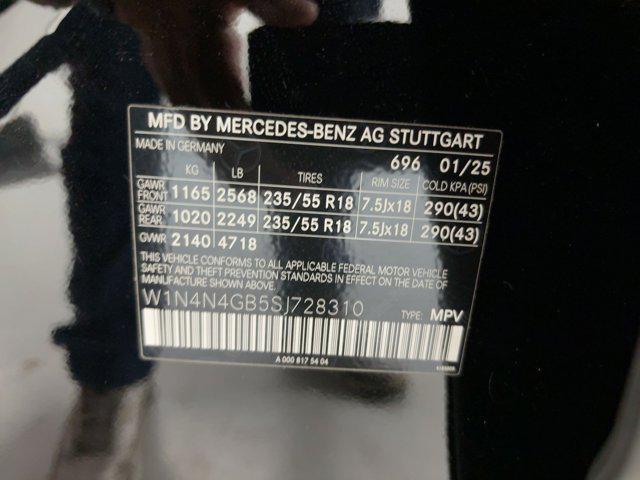 MFD BY MERCEDES-BENZ AG STUTTGART
MADE IN GERMANY 696 01/25
KG LB TIRES RIM SIZE COLD KPA(PSI)
GAWR FRONT 1165 2568 235/55 R18 7.5Jx18 290(43)
GAWR REAR 1020 2249 235/55 R18 7.5Jx18 290(43)
GVWR 2140 4718
THIS VEHICLE CONFORMS TO ALL APPLICABLE FEDERAL MOTOR VEHICLE
SAFETY AND THEFT PREVENTION STANDARDS IN EFFECT ON THE DATE
OF MANUFACTURE SHOWN ABOVE.
W1N4N4GB5SJ728310 TYPE: MPV
A 000 817 54 04